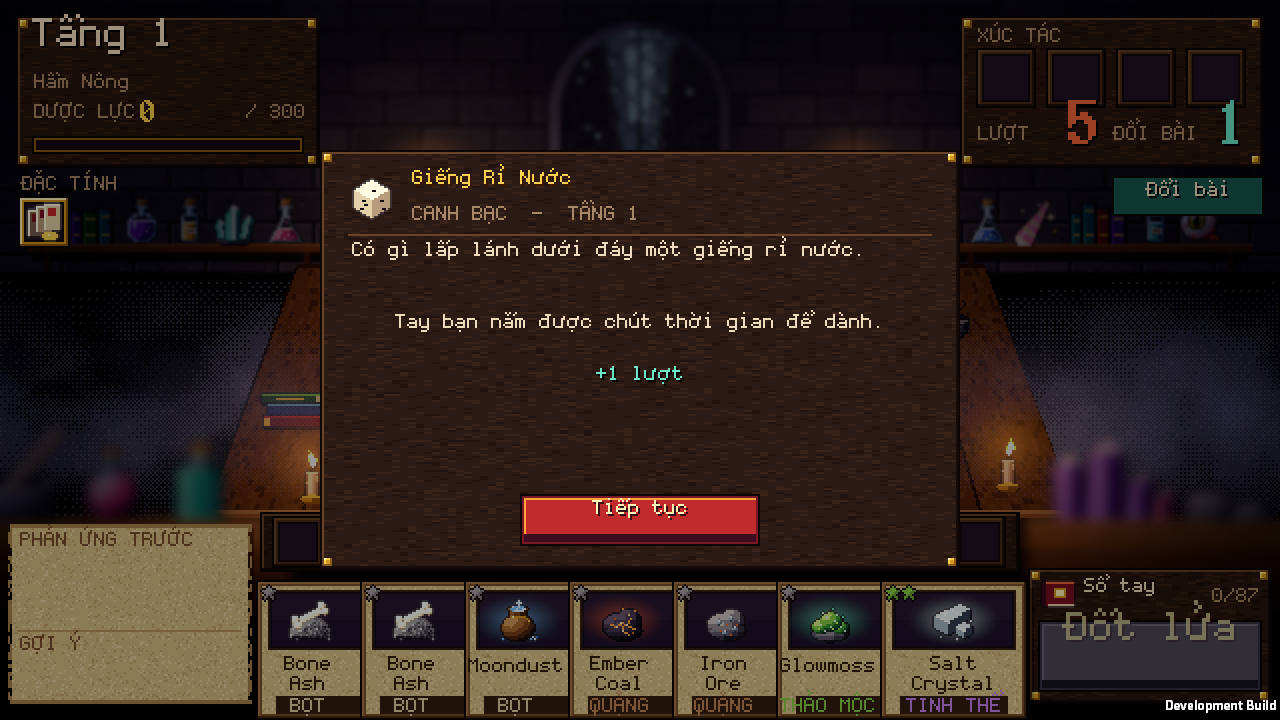 Tầng 1
Hầm Nông
DƯỢC LỰC 0 / 300
ĐẶC TÍNH
XÚC TÁC
LƯỢT 5 ĐỔI BÀI 1
Đổi bài
Giếng Rỉ Nước
CANH BẠC – TẦNG 1
Có gì lấp lánh dưới đáy một giếng rỉ nước.
Tay bạn nắm được chút thời gian để dành.
+1 lượt
Tiếp tục
PHẢN ỨNG TRƯỚC
GỢI Ý
Bone Ash
BỘT
Bone Ash
BỘT
Moondust
BỘT
Ember Coal
QUẶNG
Iron Ore
QUẶNG
Glowmoss
THẢO MỘC
Salt Crystal
TINH THỂ
Sổ tay 0/87
Đốt lửa
Development Build